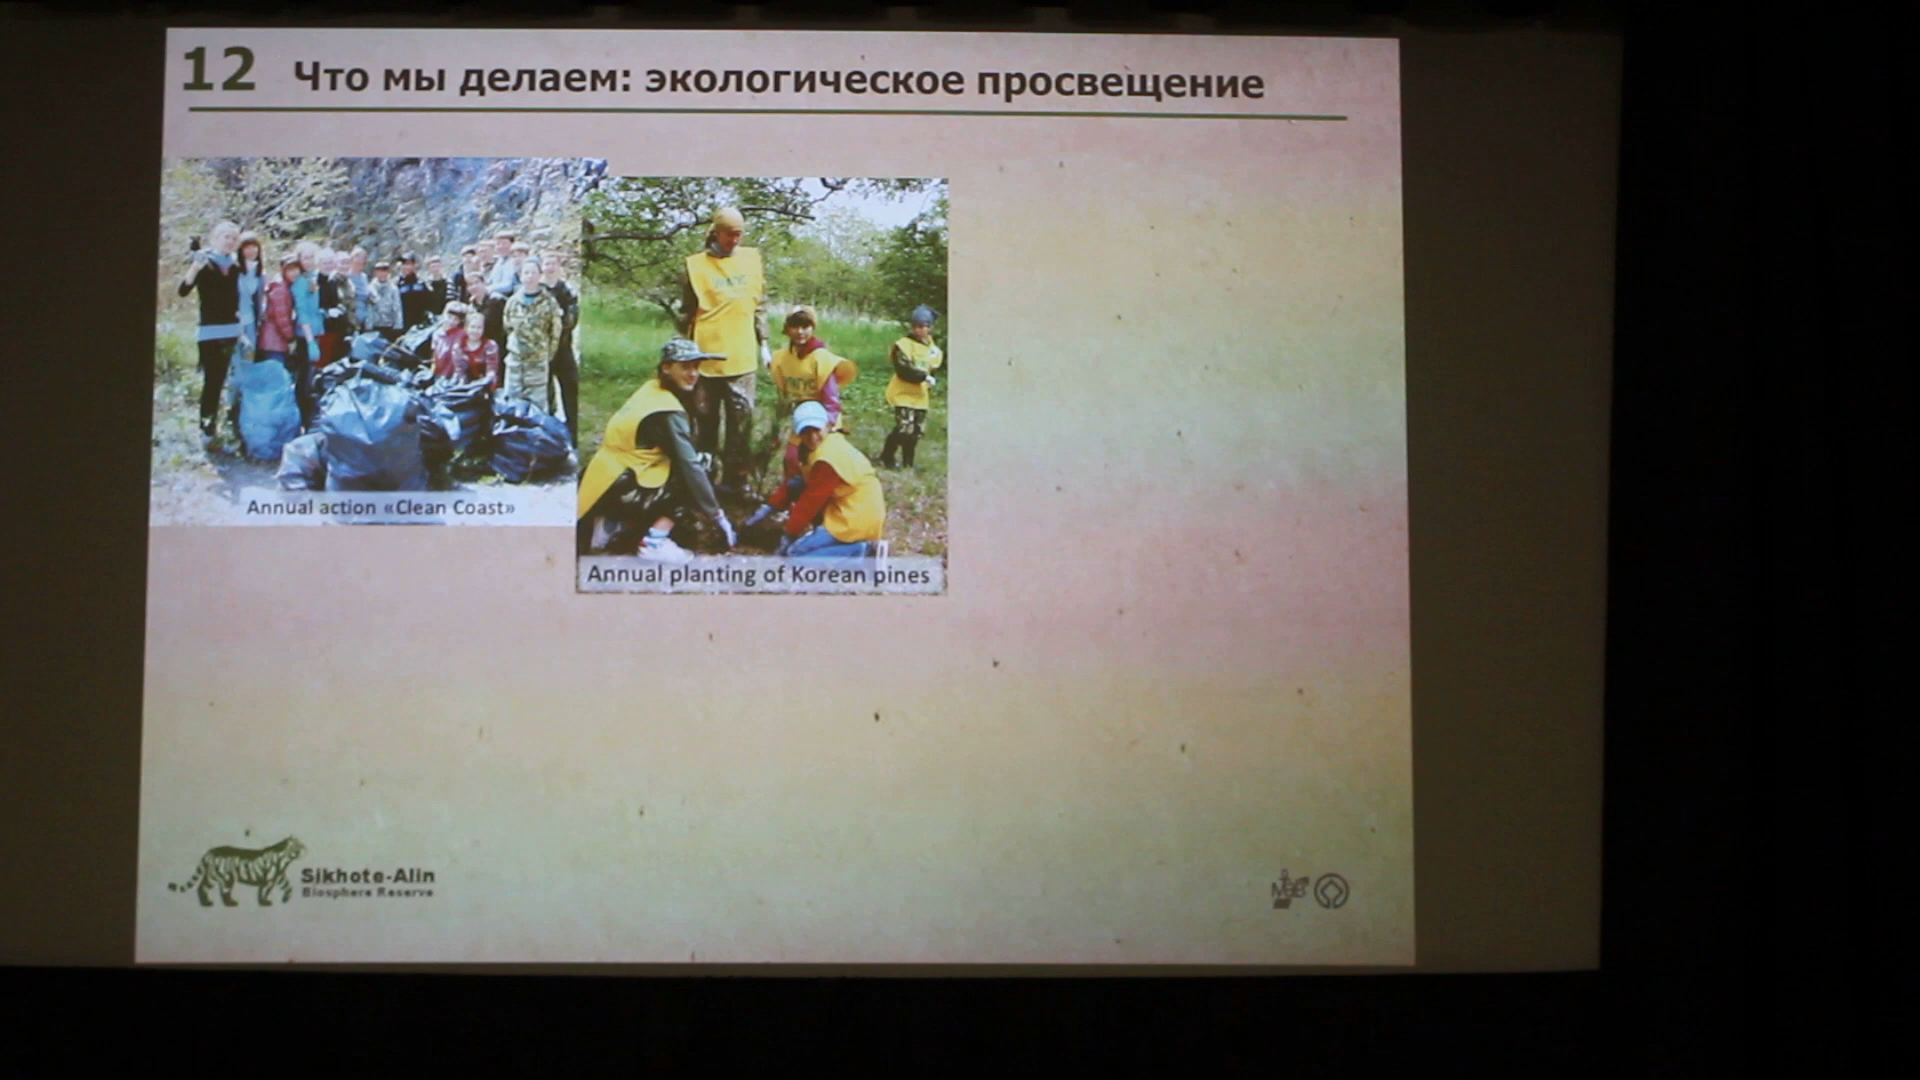 12 Что мы делаем: экологическое просвещение
Annual action «Clean Coast»
Annual planting of Korean pines
Sikhote-Alin
Biosphere Reserve